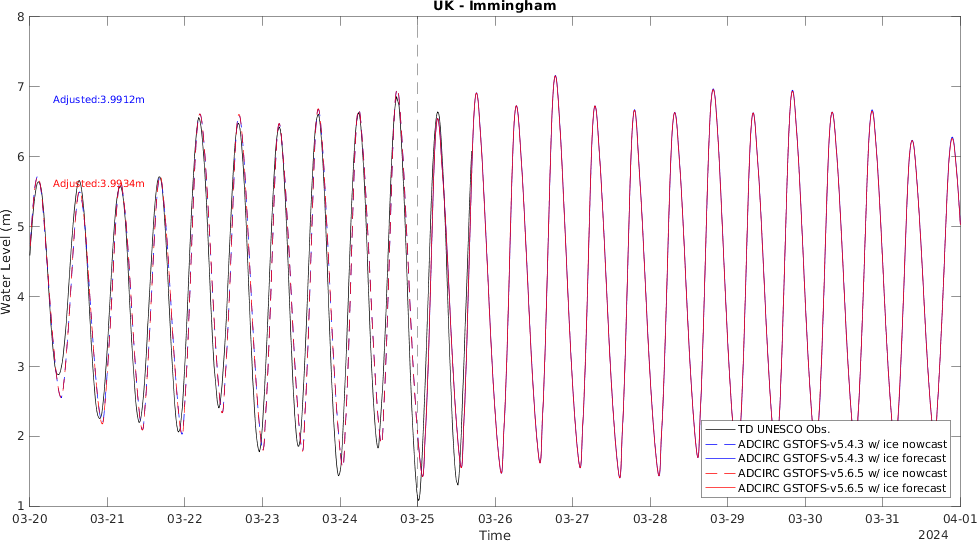 UK - Immingham
8
7
6
5
4
3
2
1
Water Level (m)
Adjusted:3.9912m
Adjusted:3.9934m
TD UNESCO Obs.
ADCIRC GSTOFS-v5.4.3 w/ ice nowcast
ADCIRC GSTOFS-v5.4.3 w/ ice forecast
ADCIRC GSTOFS-v5.6.5 w/ ice nowcast
ADCIRC GSTOFS-v5.6.5 w/ ice forecast
03-20 03-21 03-22 03-23 03-24 03-25 03-26 03-27 03-28 03-29 03-30 03-31 04-01
Time
2024